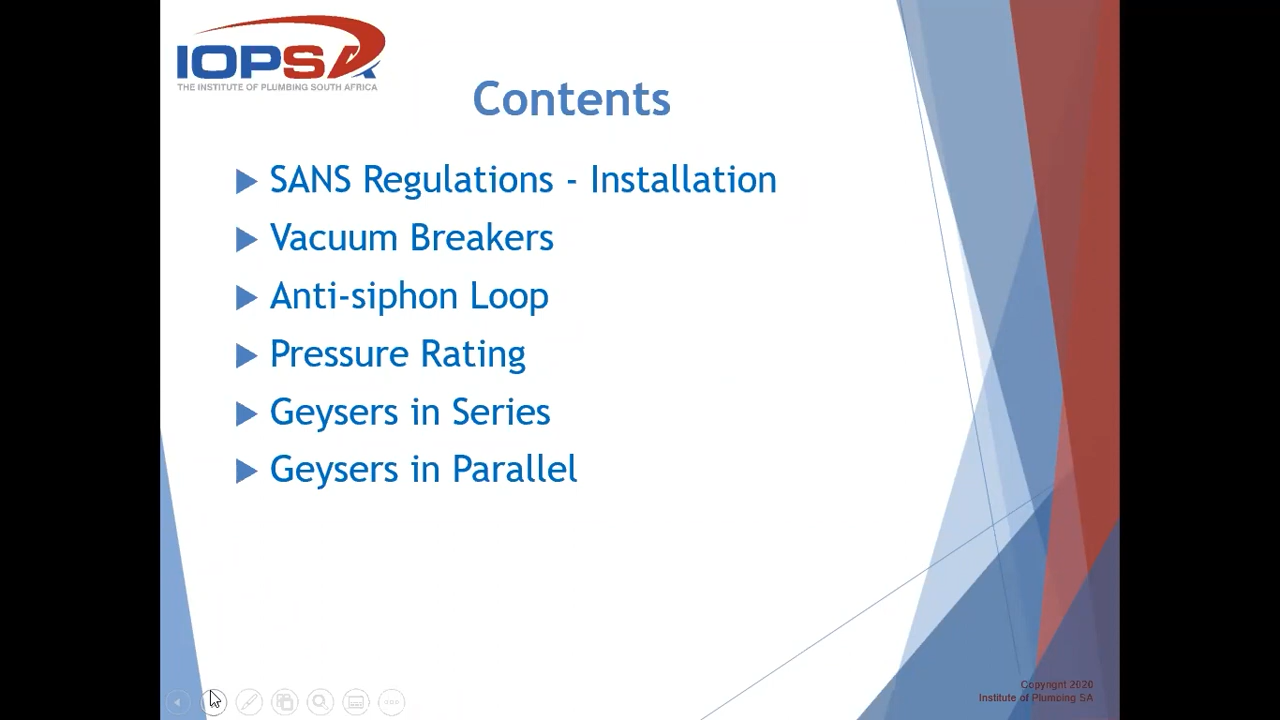 IOPSA
THE INSTITUTE OF PLUMBING SOUTH AFRICA
Contents
SANS Regulations - Installation
Vacuum Breakers
Anti-siphon Loop
Pressure Rating
Geysers in Series
Geysers in Parallel
Copyright 2020
Institute of Plumbing SA